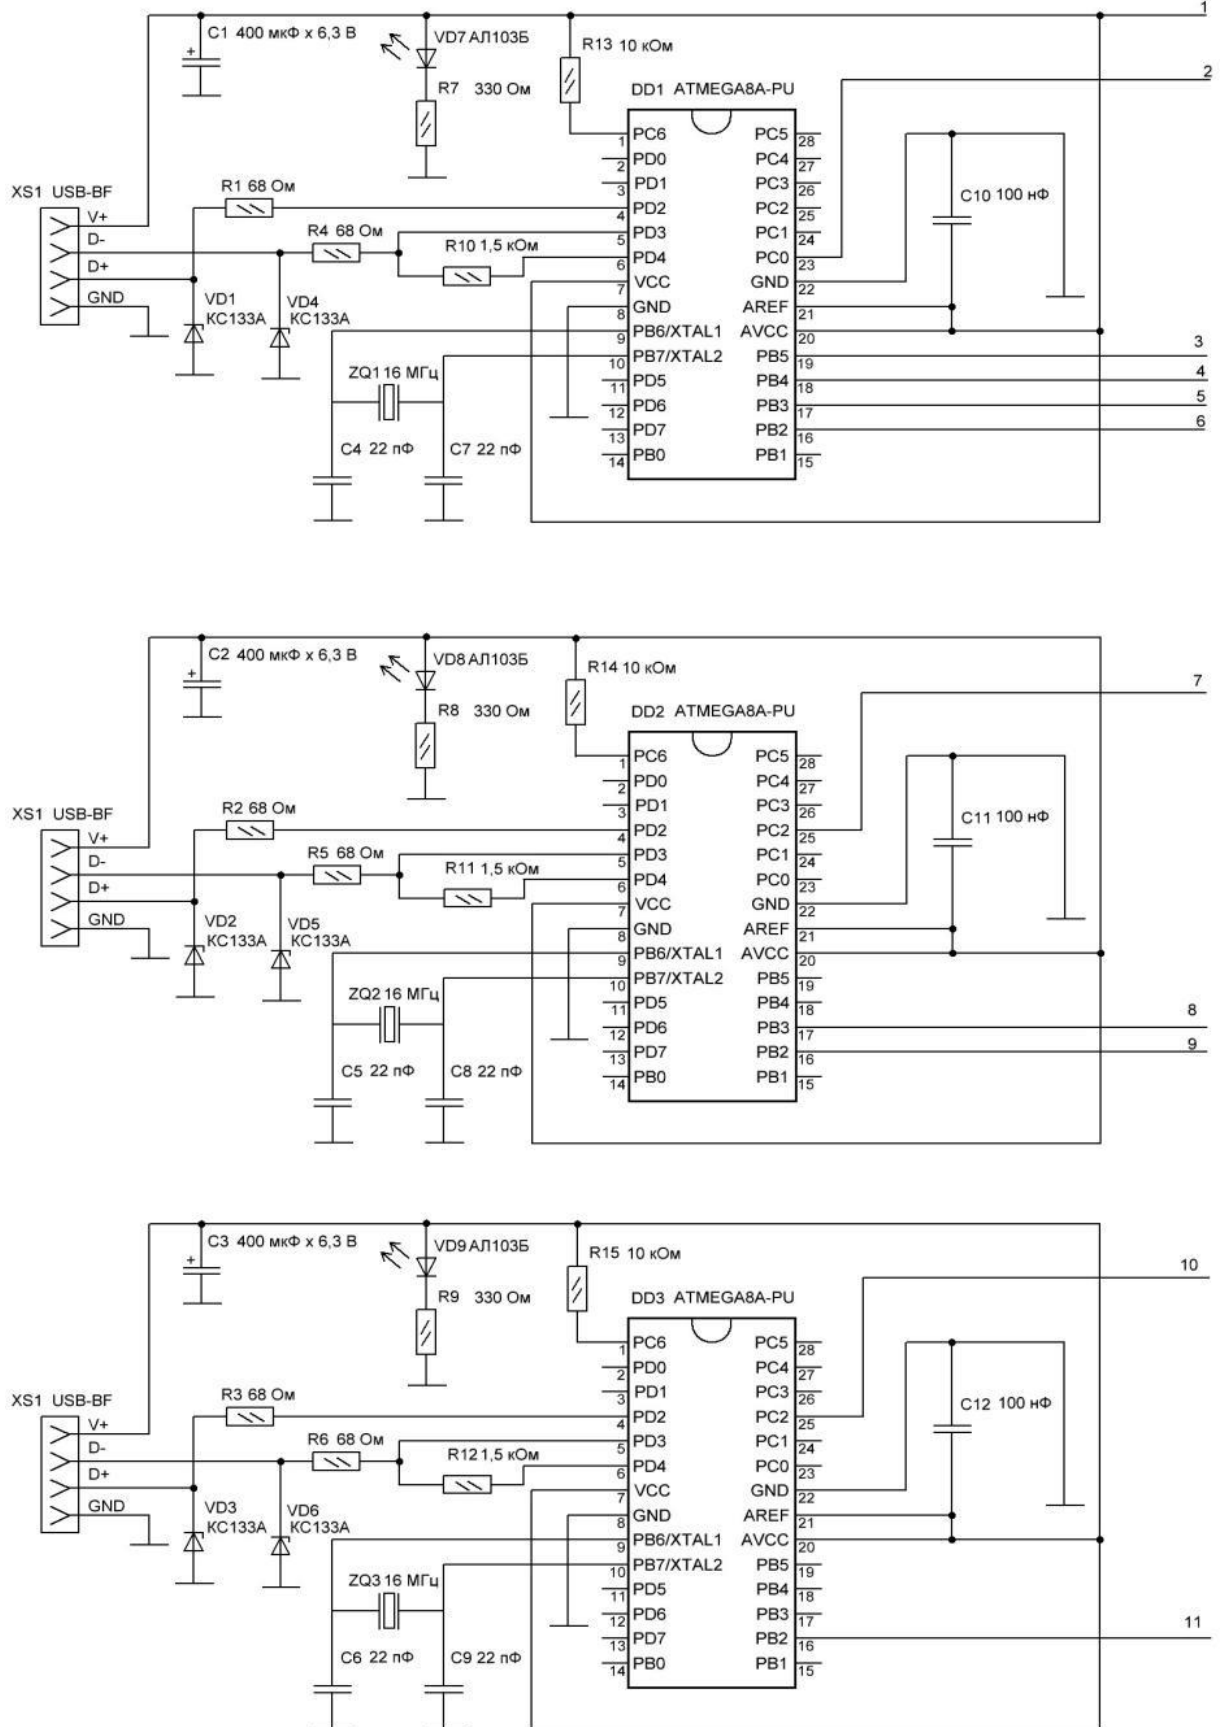 1
C1 400 мкФ x 6,3 В
+
VD7 АЛ103Б
R13 10 кОм
2
R7 330 Ом
DD1 ATMEGA8A-PU
PC6 PC5
1 28
PD0 PC4
2 27
PD1 PC3
3 26
XS1 USB-BF
R1 68 Ом
C10 100 нФ
V+
PD2 PC2
4 25
D-
R4 68 Ом
PD3 PC1
5 24
R10 1,5 кОм
D+
PD4 PC0
6 23
VCC GND
7 22
GND
VD1
КС133А
VD4
КС133А
GND AREF
8 21
PB6/XTAL1 AVCC
9 20
3
PB7/XTAL2 PB5
10 19
ZQ1 16 МГц
4
PD5 PB4
11 18
5
PD6 PB3
12 17
6
PD7 PB2
13 16
C4 22 пФ
C7 22 пФ
PB0 PB1
14 15
C2 400 мкФ x 6,3 В
+
VD8 АЛ103Б
R14 10 кОм
7
R8 330 Ом
DD2 ATMEGA8A-PU
PC6 PC5
1 28
PD0 PC4
2 27
PD1 PC3
3 26
XS1 USB-BF
R2 68 Ом
C11 100 нФ
V+
PD2 PC2
4 25
D-
R5 68 Ом
PD3 PC1
5 24
R11 1,5 кОм
D+
PD4 PC0
6 23
VCC GND
7 22
GND
VD2
КС133А
VD5
КС133А
GND AREF
8 21
PB6/XTAL1 AVCC
9 20
PB7/XTAL2 PB5
10 19
ZQ2 16 МГц
PD5 PB4
11 18
8
PD6 PB3
12 17
9
PD7 PB2
13 16
C5 22 пФ
C8 22 пФ
PB0 PB1
14 15
C3 400 мкФ x 6,3 В
+
VD9 АЛ103Б
R15 10 кОм
10
R9 330 Ом
DD3 ATMEGA8A-PU
PC6 PC5
1 28
PD0 PC4
2 27
PD1 PC3
3 26
XS1 USB-BF
R3 68 Ом
C12 100 нФ
V+
PD2 PC2
4 25
D-
R6 68 Ом
PD3 PC1
5 24
R12 1,5 кОм
D+
PD4 PC0
6 23
VCC GND
7 22
GND
VD3
КС133А
VD6
КС133А
GND AREF
8 21
PB6/XTAL1 AVCC
9 20
PB7/XTAL2 PB5
10 19
ZQ3 16 МГц
PD5 PB4
11 18
PD6 PB3
12 17
11
PD7 PB2
13 16
C6 22 пФ
C9 22 пФ
PB0 PB1
14 15